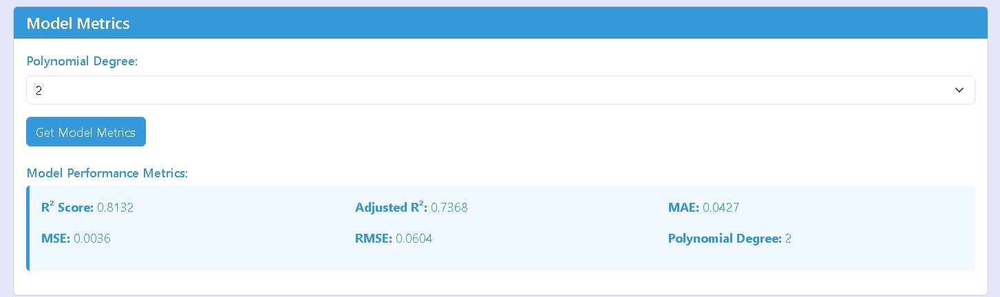 Model Metrics
Polynomial Degree:
2
Get Model Metrics
Model Performance Metrics:
R² Score: 0.8132 Adjusted R²: 0.7368 MAE: 0.0427
MSE: 0.0036 RMSE: 0.0604 Polynomial Degree: 2